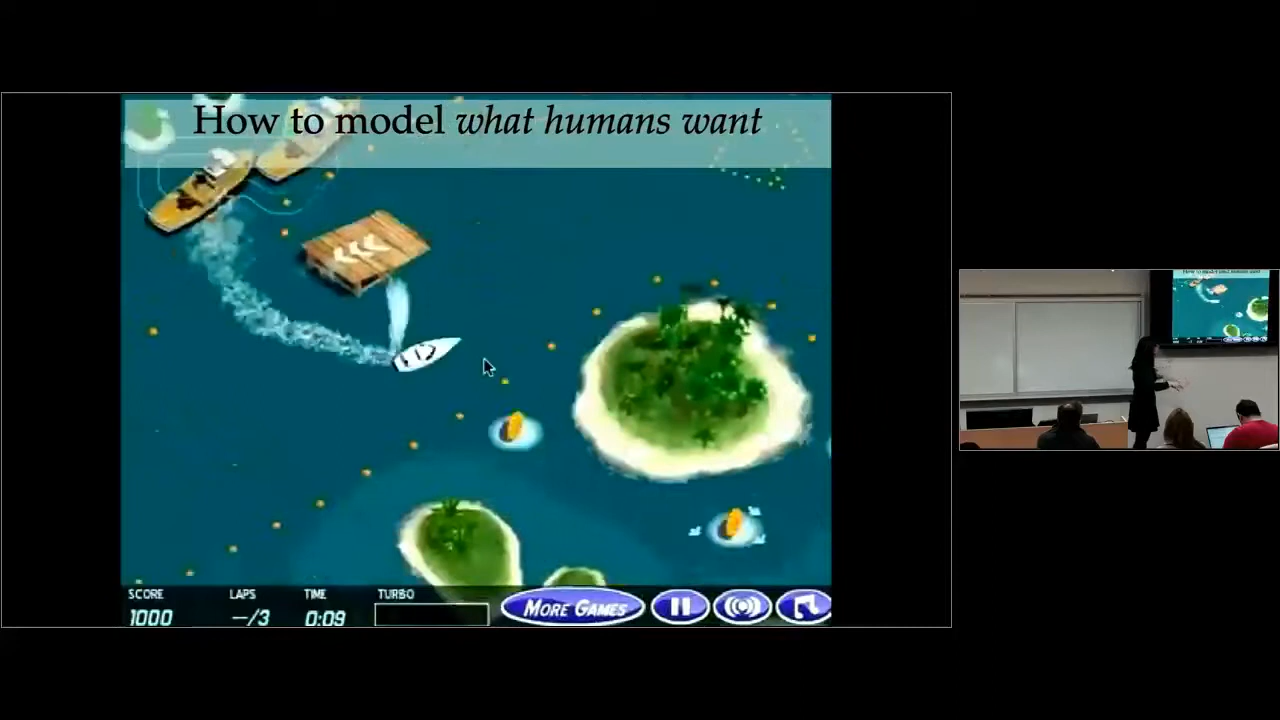 How to model what humans want
SCORE LAPS TIME TURBO
1000 --/3 0:09
MORE GAMES